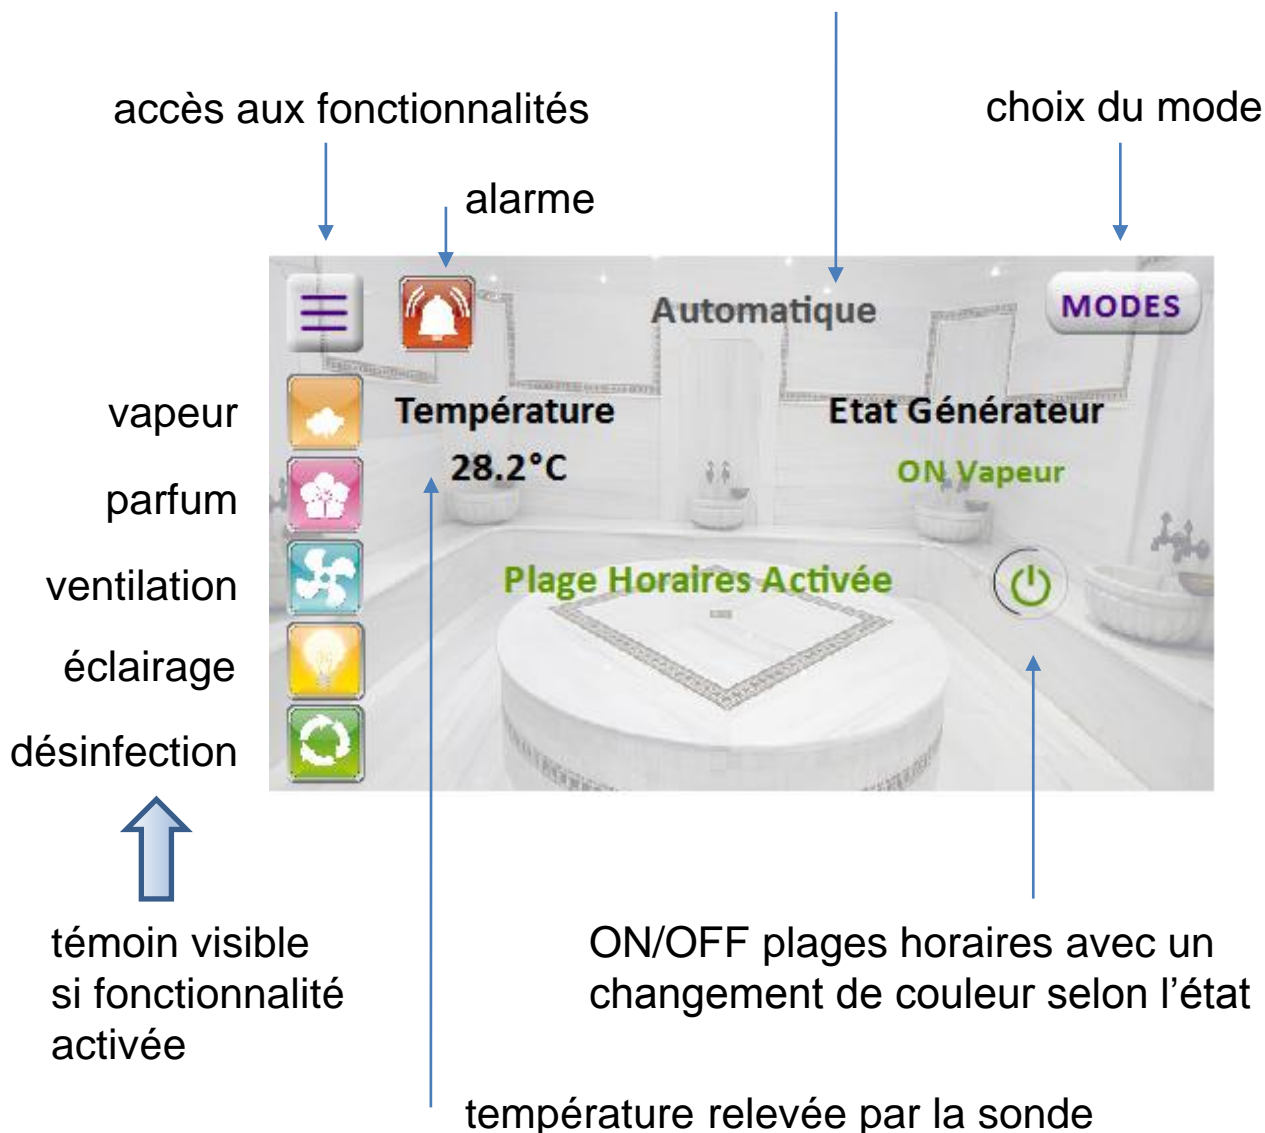 accès aux fonctionnalités
choix du mode
alarme
Automatique
MODES
vapeur
Température
Etat Générateur
28.2°C
ON Vapeur
parfum
ventilation
Plage Horaires Activée
éclairage
désinfection
témoin visible
si fonctionnalité
activée
ON/OFF plages horaires avec un
changement de couleur selon l’état
température relevée par la sonde